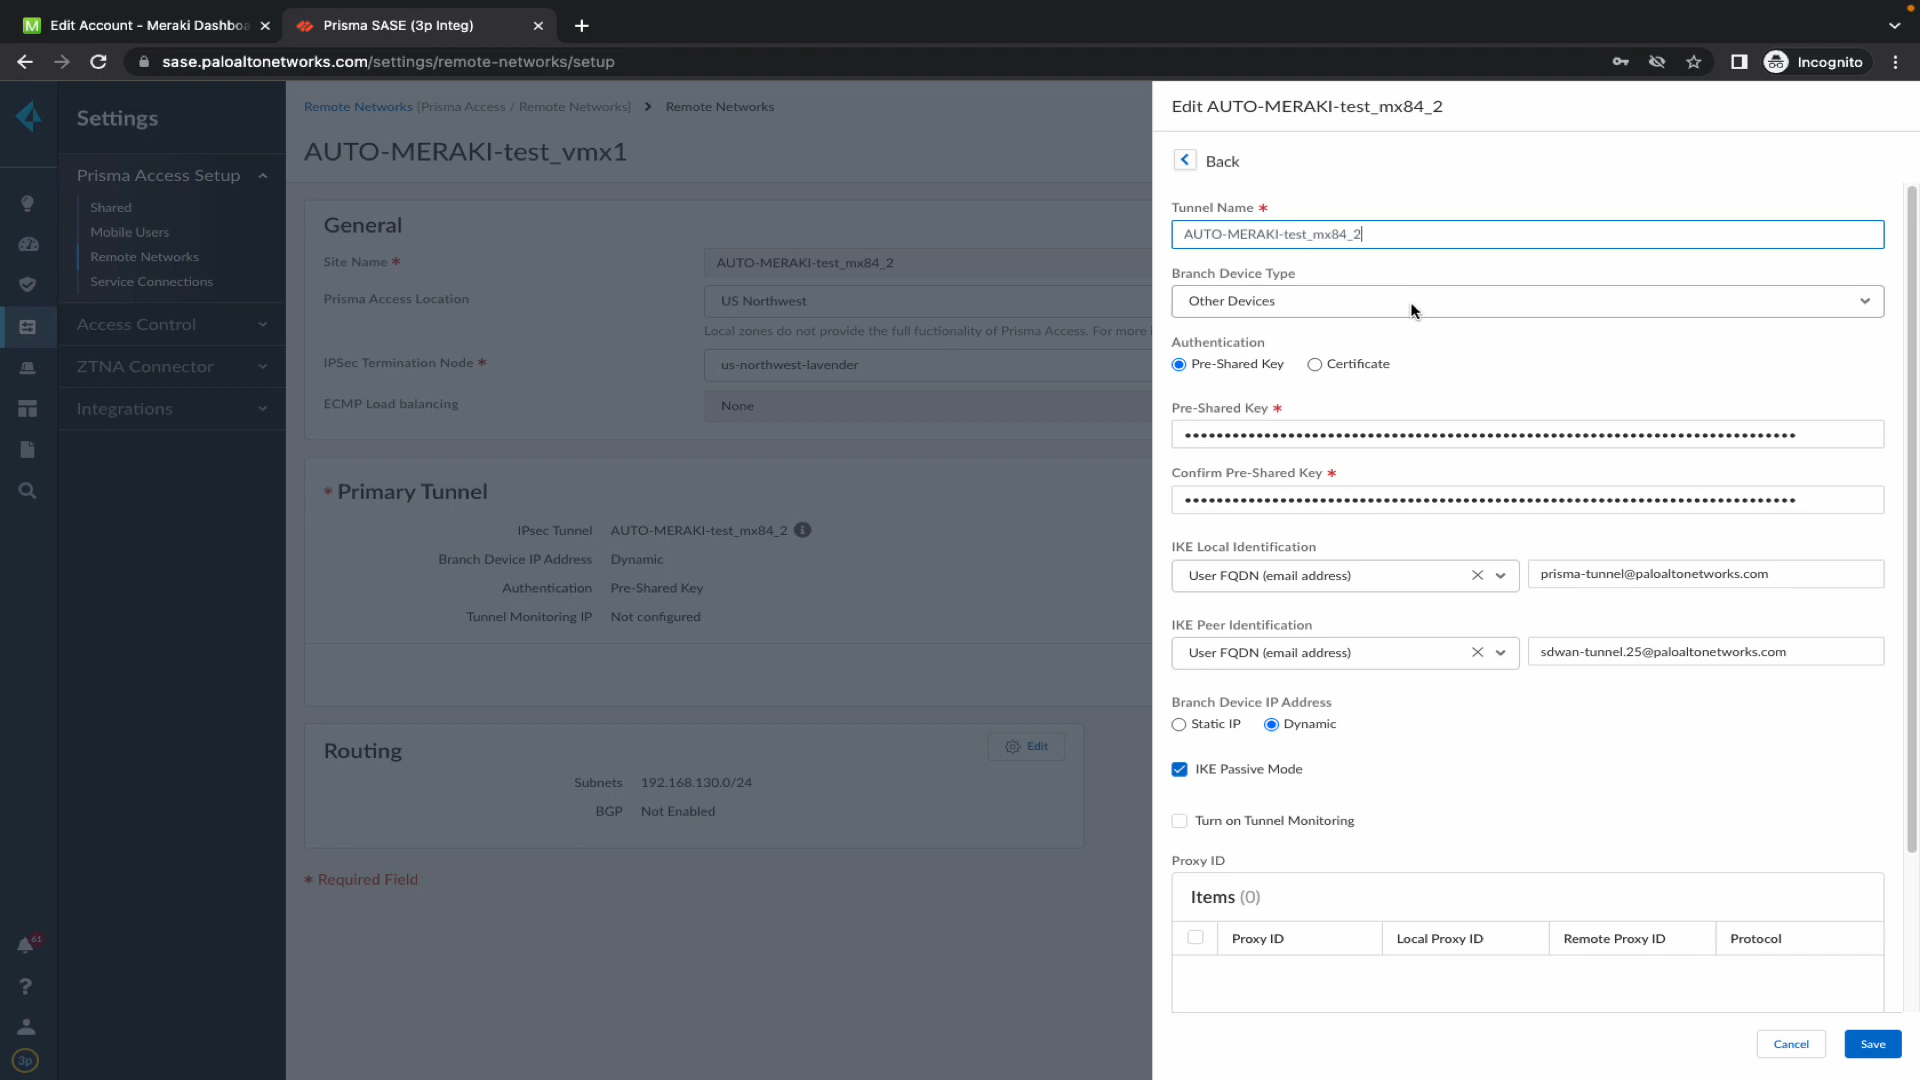 M Edit Account - Meraki Dashboa
Prisma SASE (3p Integ)
sase.paloaltonetworks.com/settings/remote-networks/setup
Incognito
Settings
Prisma Access Setup
Shared
Mobile Users
Remote Networks
Service Connections
Access Control
ZTNA Connector
Integrations
61
?
3p
Remote Networks [Prisma Access / Remote Networks] > Remote Networks
AUTO-MERAKI-test_vmx1
General
Site Name * AUTO-MERAKI-test_mx84_2
Prisma Access Location US Northwest
Local zones do not provide the full fuctionality of Prisma Access. For more i
IPSec Termination Node * us-northwest-lavender
ECMP Load balancing None
* Primary Tunnel
IPsec Tunnel AUTO-MERAKI-test_mx84_2
Branch Device IP Address Dynamic
Authentication Pre-Shared Key
Tunnel Monitoring IP Not configured
Routing
Edit
Subnets 192.168.130.0/24
BGP Not Enabled
* Required Field
Edit AUTO-MERAKI-test_mx84_2
Back
Tunnel Name *
AUTO-MERAKI-test_mx84_2
Branch Device Type
Other Devices
Authentication
Pre-Shared Key Certificate
Pre-Shared Key *
Confirm Pre-Shared Key *
IKE Local Identification
User FQDN (email address) prisma-tunnel@paloaltonetworks.com
IKE Peer Identification
User FQDN (email address) sdwan-tunnel.25@paloaltonetworks.com
Branch Device IP Address
Static IP Dynamic
IKE Passive Mode
Turn on Tunnel Monitoring
Proxy ID
Items (0)
Proxy ID Local Proxy ID Remote Proxy ID Protocol
Cancel Save